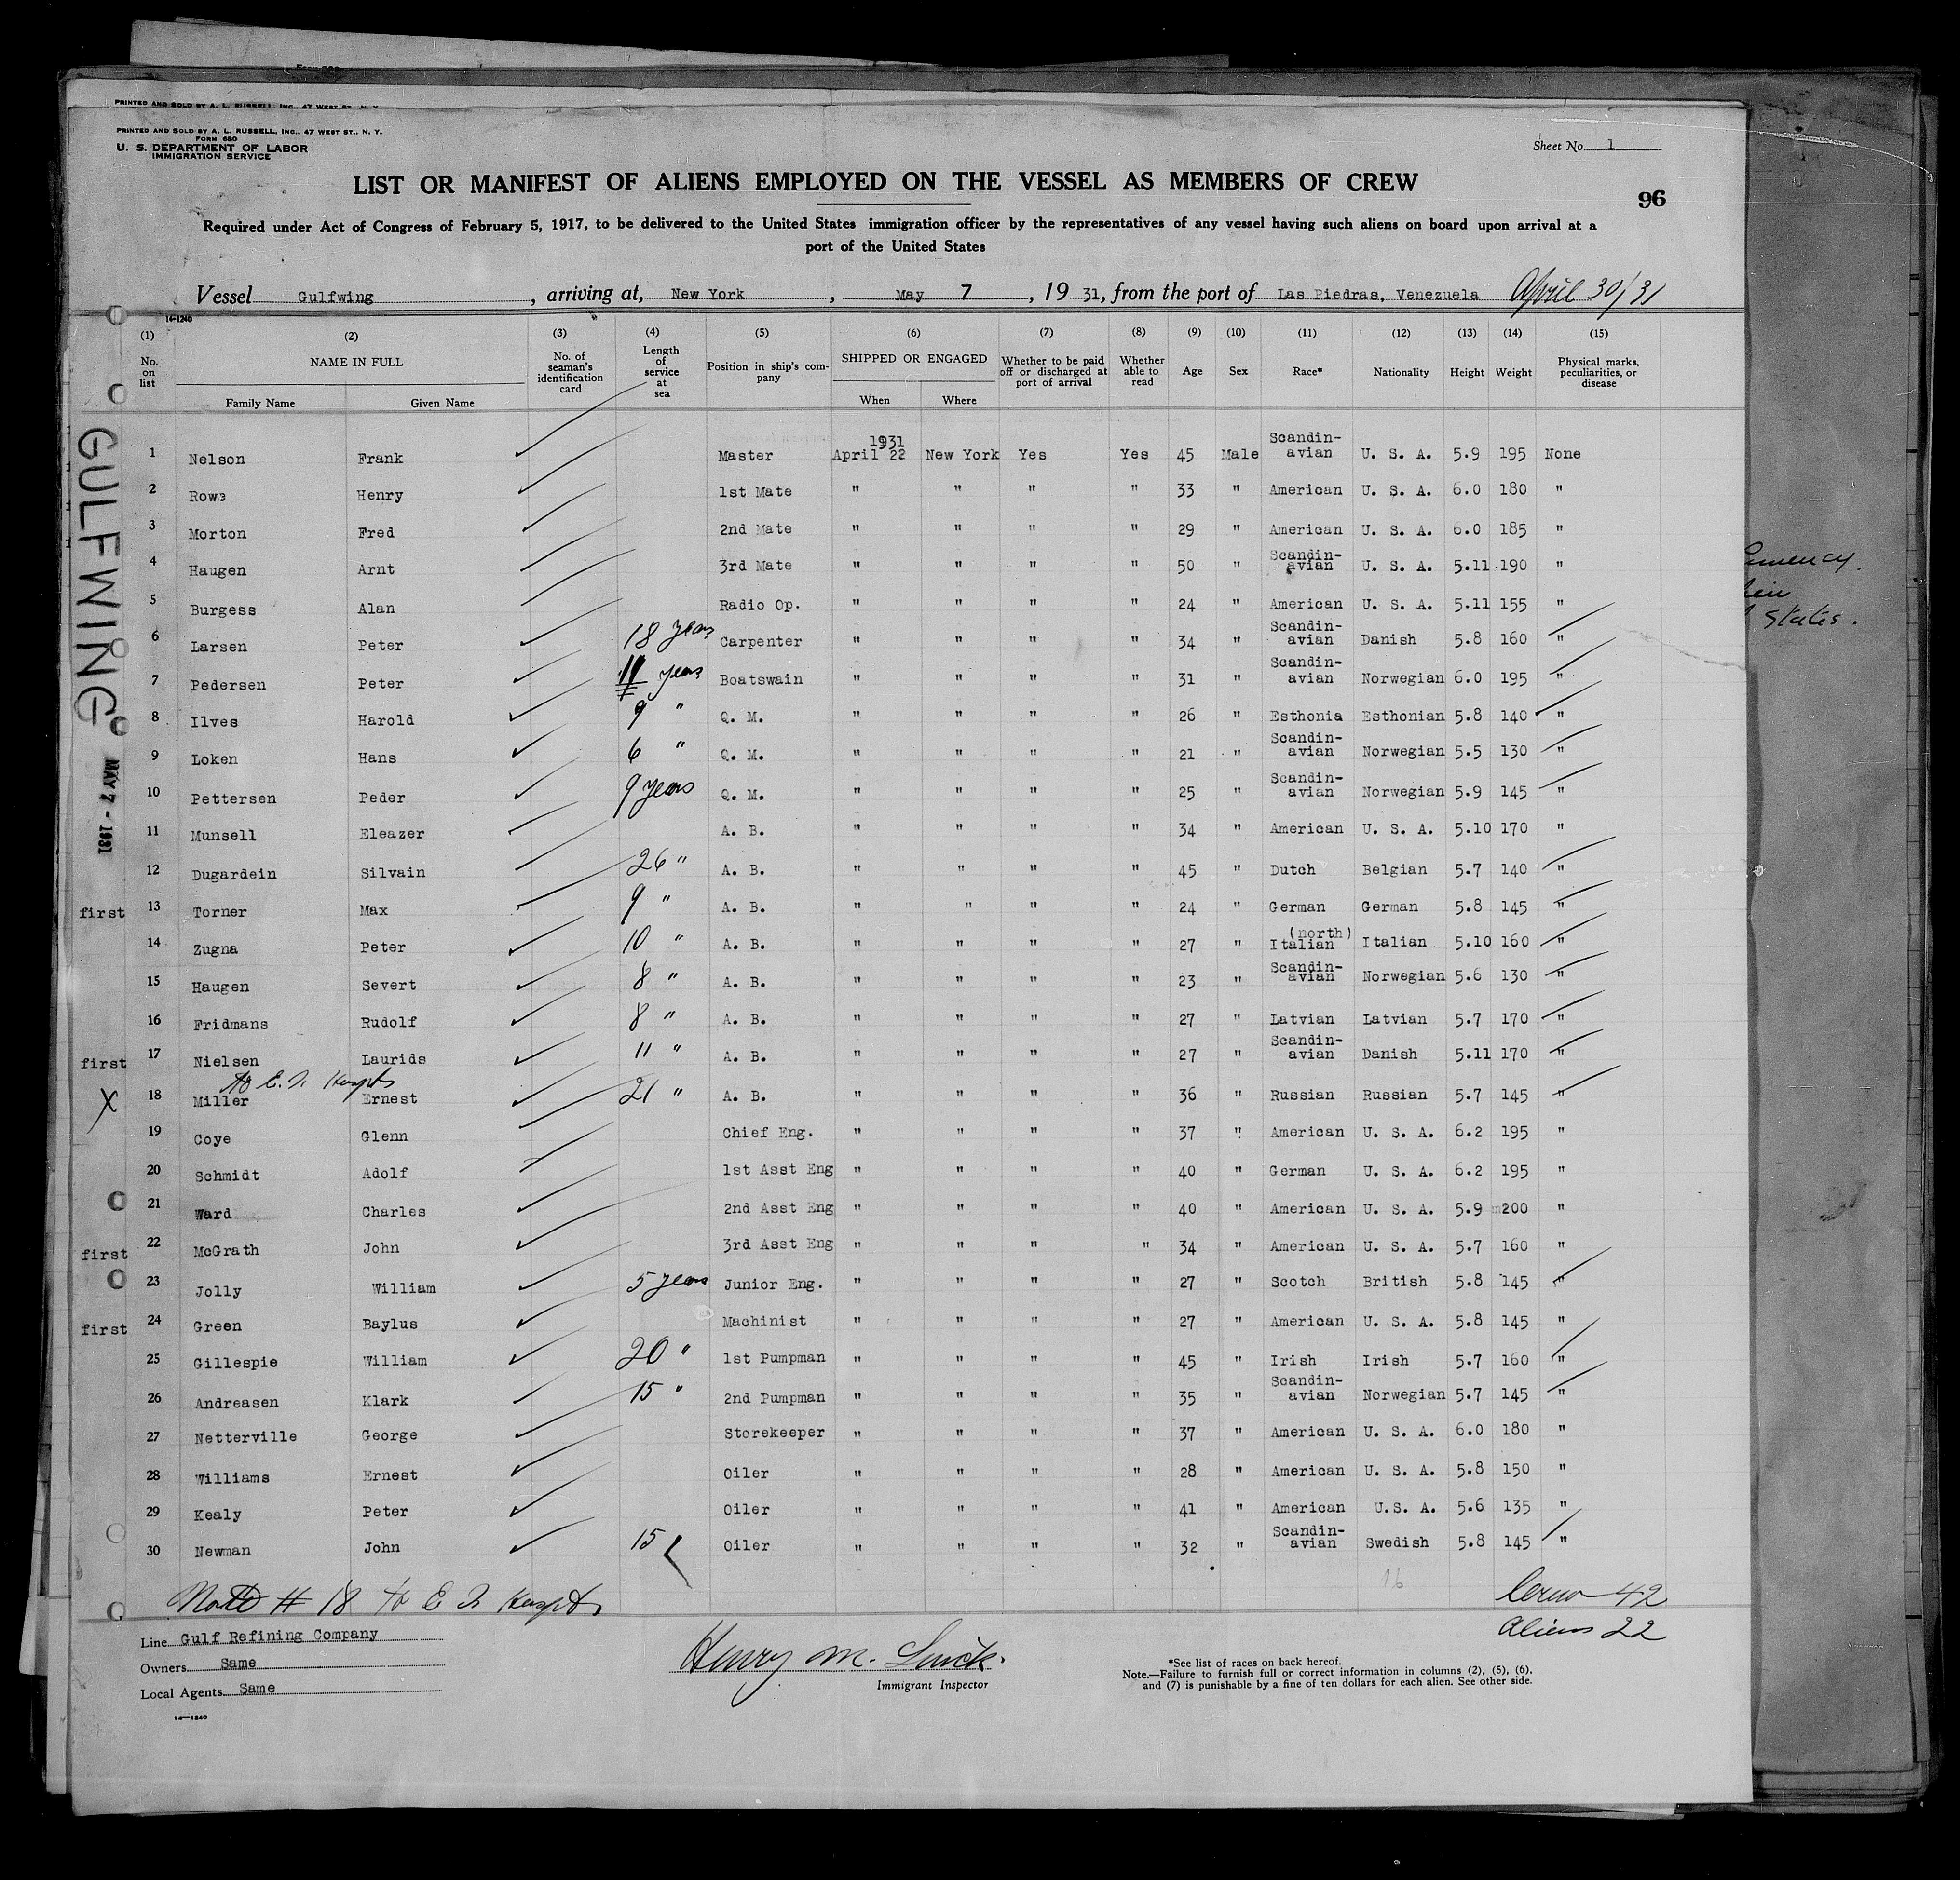 PRINTED AND SOLD BY A. L. RUSSELL, INC., 47 WEST ST., N. Y.
PRINTED AND SOLD BY A. L. RUSSELL, INC., 47 WEST ST., N. Y.
FORM 680
U. S. DEPARTMENT OF LABOR
IMMIGRATION SERVICE
Sheet No. 1
LIST OR MANIFEST OF ALIENS EMPLOYED ON THE VESSEL AS MEMBERS OF CREW
96
Required under Act of Congress of February 5, 1917, to be delivered to the United States immigration officer by the representatives of any vessel having such aliens on board upon arrival at a
port of the United States
Vessel Gulfwing, arriving at, New York, May 7, 19 31, from the port of Las Piedras, Venezuela April 30/31
14-1240
(1) (2) (3) (4) (5) (6) (7) (8) (9) (10) (11) (12) (13) (14) (15)
No. on list NAME IN FULL Family Name Given Name No. of seaman's identification card Length of service at sea Position in ship's company SHIPPED OR ENGAGED When Where Whether to be paid off or discharged at port of arrival Whether able to read Age Sex Race* Nationality Height Weight Physical marks, peculiarities, or disease
GULFWING
MAY 7 - 1931
1 Nelson Frank Master 1931 April 22 New York Yes Yes 45 Male Scandin-avian U. S. A. 5.9 195 None
2 Rowe Henry 1st Mate " " " " 33 " American U. S. A. 6.0 180 "
3 Morton Fred 2nd Mate " " " " 29 " American U. S. A. 6.0 185 "
4 Haugen Arnt 3rd Mate " " " " 50 " Scandin-avian U. S. A. 5.11 190 "
5 Burgess Alan Radio Op. " " " " 24 " American U. S. A. 5.11 155 "
6 Larsen Peter 18 years Carpenter " " " " 34 " Scandin-avian Danish 5.8 160 "
7 Pedersen Peter 11 years Boatswain " " " " 31 " Scandin-avian Norwegian 6.0 195 "
8 Ilves Harold 9 " Q. M. " " " " 26 " Esthonia Esthonian 5.8 140 "
9 Loken Hans 6 " Q. M. " " " " 21 " Scandin-avian Norwegian 5.5 130 "
10 Pettersen Peder 9 years Q. M. " " " " 25 " Scandin-avian Norwegian 5.9 145 "
11 Munsell Eleazer A. B. " " " " 34 " American U. S. A. 5.10 170 "
12 Dugardein Silvain 26 " A. B. " " " " 45 " Dutch Belgian 5.7 140 "
first 13 Torner Max 9 " A. B. " " " " 24 " German German 5.8 145 "
14 Zugna Peter 10 " A. B. " " " " 27 " (north) Italian Italian 5.10 160 "
15 Haugen Severt 8 " A. B. " " " " 23 " Scandin-avian Norwegian 5.6 130 "
16 Fridmans Rudolf 8 " A. B. " " " " 27 " Latvian Latvian 5.7 170 "
first 17 Nielsen Laurids 11 " A. B. " " " " 27 " Scandin-avian Danish 5.11 170 "
to E. I. Hospt
X 18 Miller Ernest 21 " A. B. " " " " 36 " Russian Russian 5.7 145 "
19 Coye Glenn Chief Eng. " " " " 37 " American U. S. A. 6.2 195 "
20 Schmidt Adolf 1st Asst Eng " " " " 40 " German U. S. A. 6.2 195 "
21 Ward Charles 2nd Asst Eng " " " " 40 " American U. S. A. 5.9 200 "
first 22 McGrath John 3rd Asst Eng " " " " 34 " American U. S. A. 5.7 160 "
23 Jolly William 5 years Junior Eng. " " " " 27 " Scotch British 5.8 145 "
first 24 Green Baylus Machinist " " " " 27 " American U. S. A. 5.8 145 "
25 Gillespie William 20 " 1st Pumpman " " " " 45 " Irish Irish 5.7 160 "
26 Andreasen Klark 15 " 2nd Pumpman " " " " 35 " Scandin-avian Norwegian 5.7 145 "
27 Netterville George Storekeeper " " " " 37 " American U. S. A. 6.0 180 "
28 Williams Ernest Oiler " " " " 28 " American U. S. A. 5.8 150 "
29 Kealy Peter Oiler " " " " 41 " American U.S. A. 5.6 135 "
30 Newman John 15 Oiler " " " " 32 " Scandin-avian Swedish 5.8 145 "
16
Note # 18 to E I Hospt
Crew 42
Aliens 22
Line Gulf Refining Company
Owners Same
Local Agents Same
14-1240
Henry M.
Immigrant Inspector
*See list of races on back hereof.
Note.—Failure to furnish full or correct information in columns (2), (5), (6),
and (7) is punishable by a fine of ten dollars for each alien. See other side.
States.